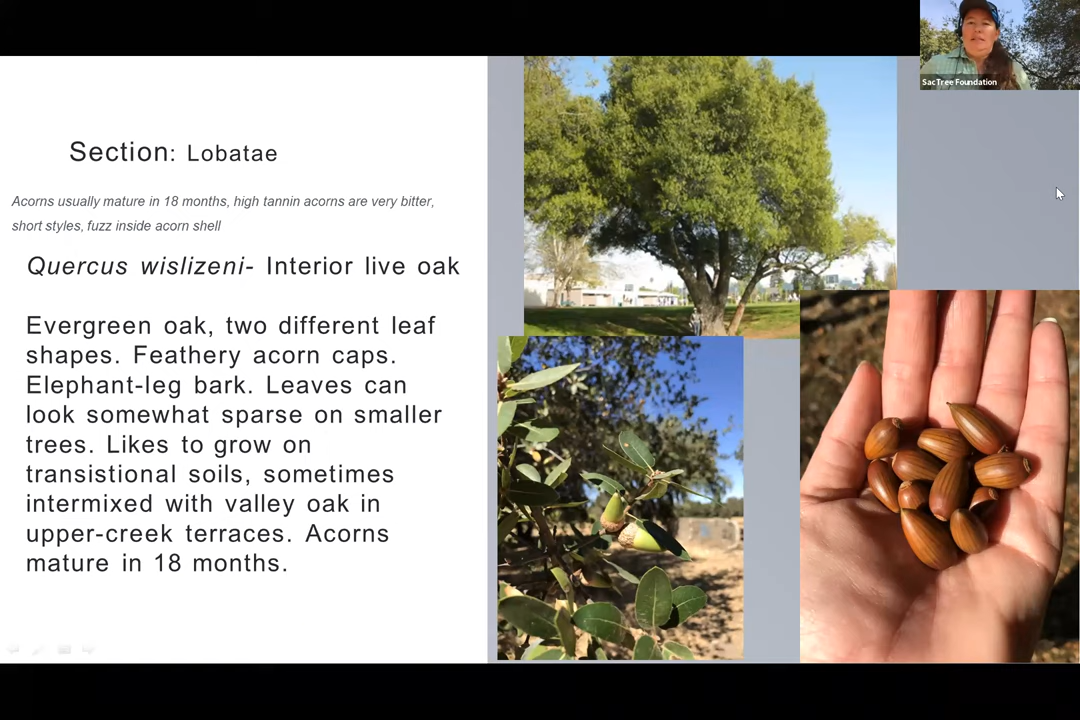 Section: Lobatae
Acorns usually mature in 18 months, high tannin acorns are very bitter,
short styles, fuzz inside acorn shell
Quercus wislizeni- Interior live oak
Evergreen oak, two different leaf
shapes. Feathery acorn caps.
Elephant-leg bark. Leaves can
look somewhat sparse on smaller
trees. Likes to grow on
transistional soils, sometimes
intermixed with valley oak in
upper-creek terraces. Acorns
mature in 18 months.
SacTree Foundation